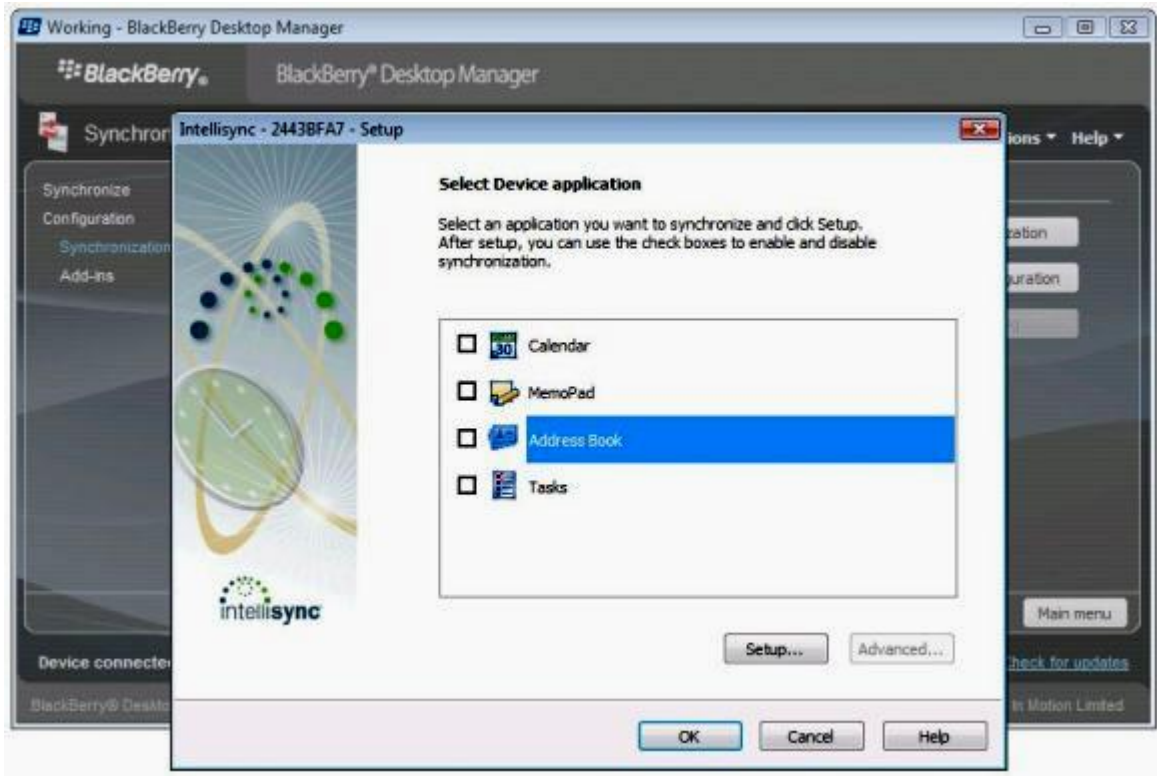 Working - BlackBerry Desktop Manager
BlackBerry® BlackBerry® Desktop Manager
Synchron
ions Help
Intellisync - 2443BFA7 - Setup
Synchronize
Configuration
Synchronization
Add-ins
Select Device application
Select an application you want to synchronize and click Setup.
After setup, you can use the check boxes to enable and disable
synchronization.
zation
uration
30 Calendar
MemoPad
Address Book
Tasks
intellisync
Setup... Advanced...
Main menu
Device connecte
heck for updates
BlackBerry® Deskto
In Motion Limited
OK Cancel Help